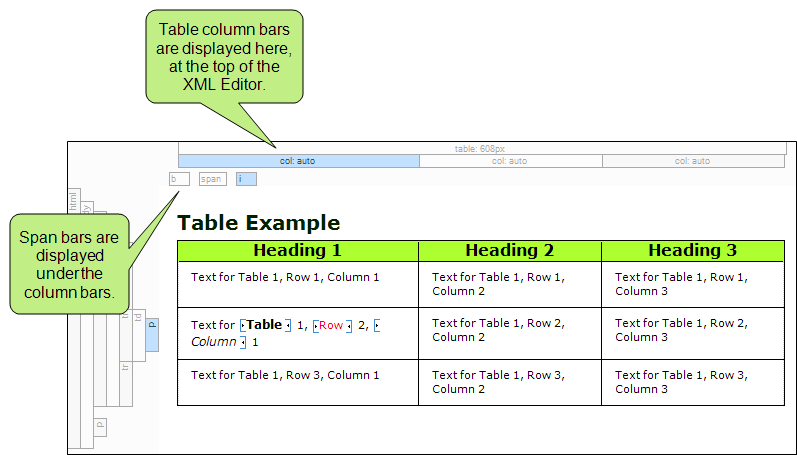 Table column bars
are displayed here,
at the top of the
XML Editor.
table: 608px
col: auto
col: auto
col: auto
b
span
i
html
dy
Span bars are
displayed
under the
column bars.
td
p
tr
p
Table Example
Heading 1
Heading 2
Heading 3
Text for Table 1, Row 1, Column 1
Text for Table 1, Row 1,
Column 2
Text for Table 1, Row 1,
Column 3
Text for Table 1, Row 2,
Column 1
Text for Table 1, Row 2,
Column 2
Text for Table 1, Row 2,
Column 3
Text for Table 1, Row 3, Column 1
Text for Table 1, Row 3,
Column 2
Text for Table 1, Row 3,
Column 3